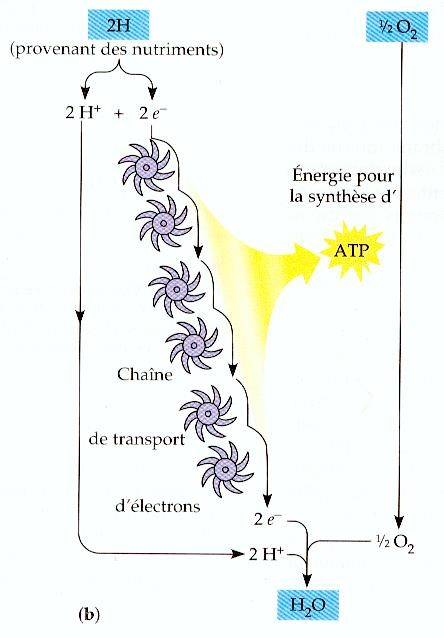 2H
(provenant des nutriments)
½ O₂
2 H⁺ + 2 e⁻
Énergie pour
la synthèse d'
ATP
Chaîne
de transport
d'électrons
2 e⁻
2 H⁺
½ O₂
H₂O
(b)